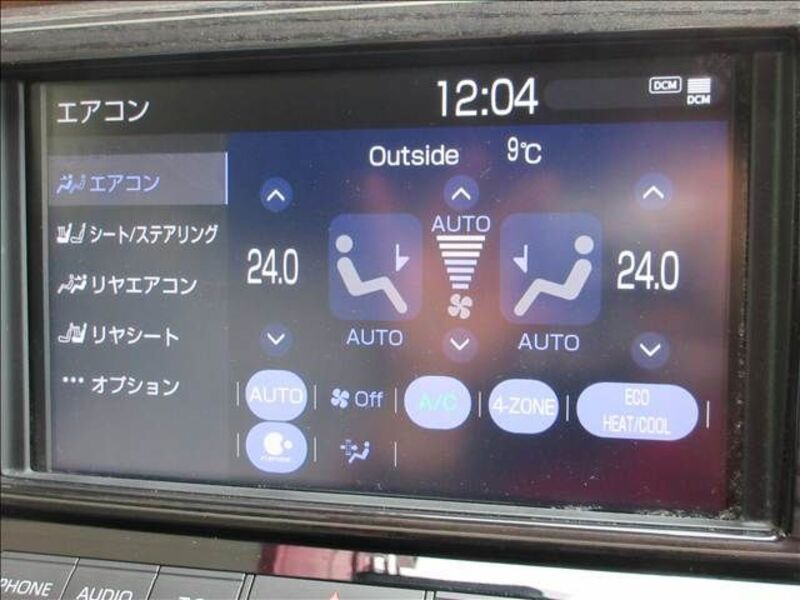 エアコン 12:04 DCM
DCM
Outside 9℃
エアコン
シート/ステアリング
リヤエアコン
リヤシート
オプション
AUTO
24.0 24.0
AUTO AUTO
AUTO Off A/C 4-ZONE ECO
HEAT/COOL
PHONE AUDIO